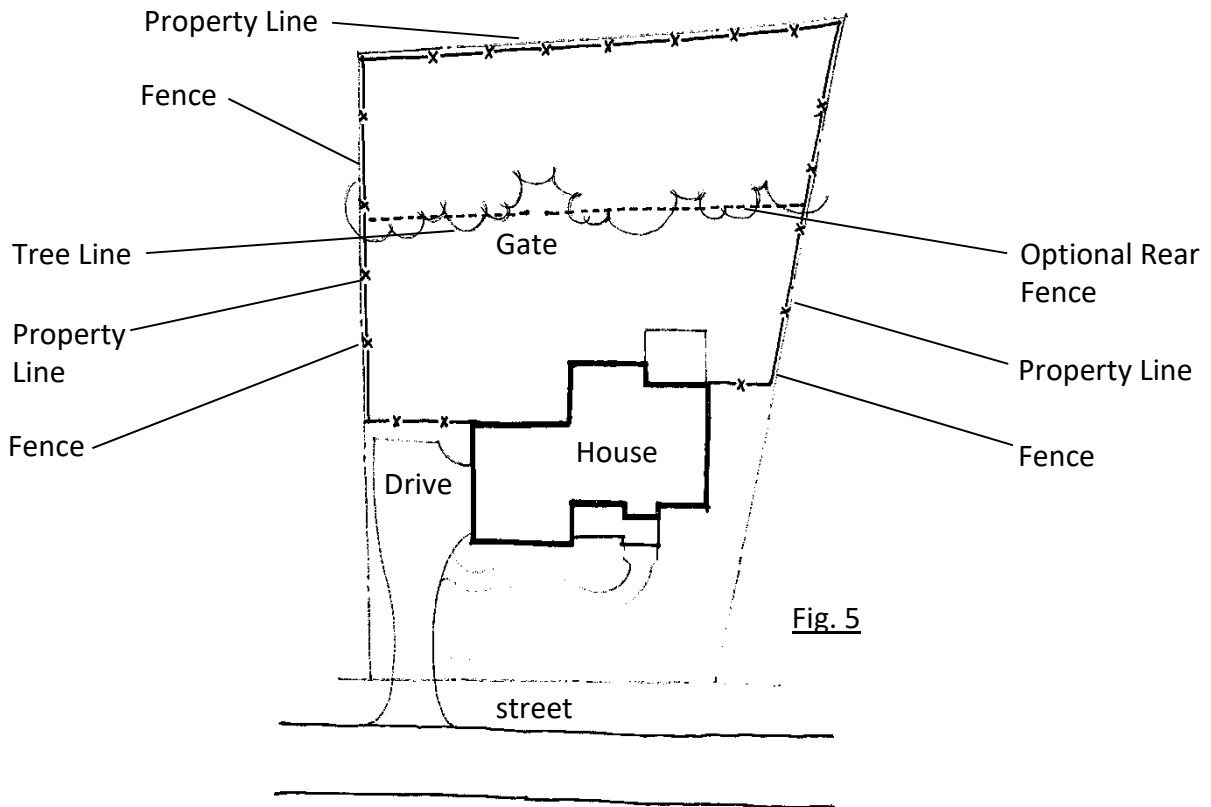 Property Line
Fence
Tree Line
Gate
Optional Rear
Fence
Property
Line
Property Line
Fence
House
Fence
Drive
Fig. 5
street